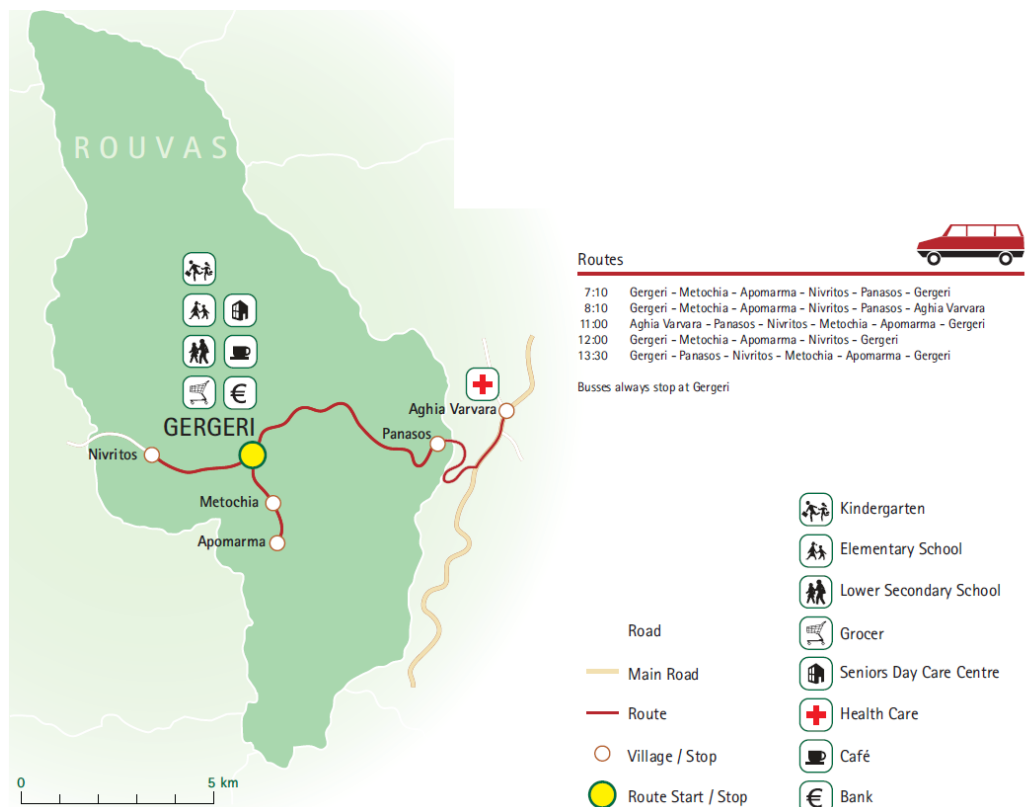 ROUVAS
GERGERI
Nivritos
Metochia
Apomarma
Panasos
Aghia Varvara
0 5 km
Routes
7:10 Gergeri - Metochia - Apomarma - Nivritos - Panasos - Gergeri
8:10 Gergeri - Metochia - Apomarma - Nivritos - Panasos - Aghia Varvara
11:00 Aghia Varvara - Panasos - Nivritos - Metochia - Apomarma - Gergeri
12:00 Gergeri - Metochia - Apomarma - Nivritos - Gergeri
13:30 Gergeri - Panasos - Nivritos - Metochia - Apomarma - Gergeri
Busses always stop at Gergeri
Road
Main Road
Route
Village / Stop
Route Start / Stop
Kindergarten
Elementary School
Lower Secondary School
Grocer
Seniors Day Care Centre
Health Care
Café
€ Bank